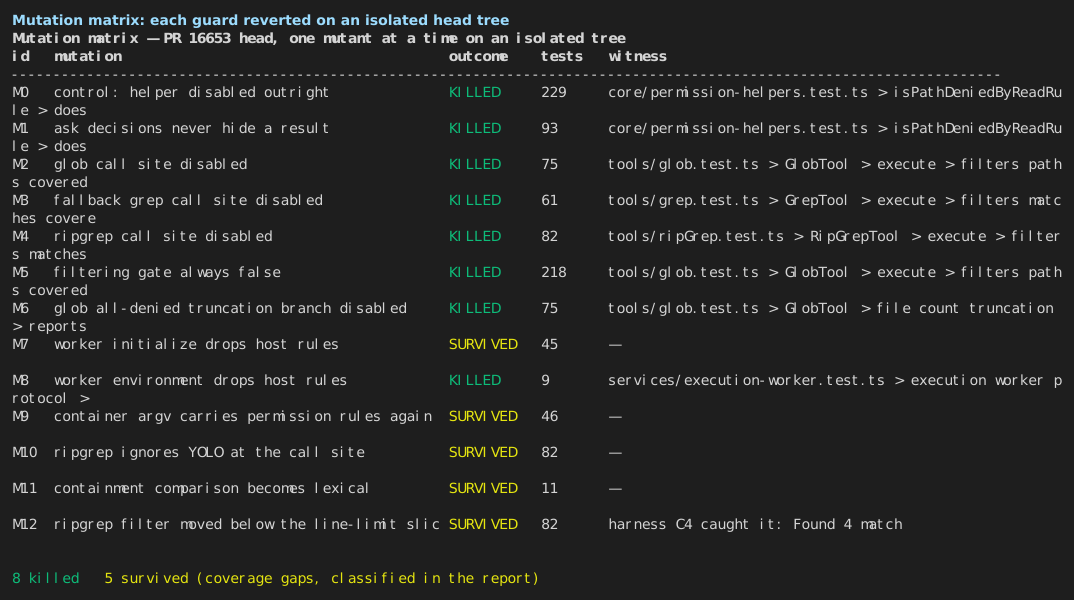 Mutation matrix: each guard reverted on an isolated head tree
Mutation matrix — PR 16653 head, one mutant at a time on an isolated tree
id mutation outcome tests witness
----------------------------------------------------------------------------------------------------------------------
M0 control: helper disabled outright KILLED 229 core/permission-helpers.test.ts > isPathDeniedByReadRu
le > does
M1 ask decisions never hide a result KILLED 93 core/permission-helpers.test.ts > isPathDeniedByReadRu
le > does
M2 glob call site disabled KILLED 75 tools/glob.test.ts > GlobTool > execute > filters path
s covered
M3 fallback grep call site disabled KILLED 61 tools/grep.test.ts > GrepTool > execute > filters matc
hes covere
M4 ripgrep call site disabled KILLED 82 tools/ripGrep.test.ts > RipGrepTool > execute > filter
s matches
M5 filtering gate always false KILLED 218 tools/glob.test.ts > GlobTool > execute > filters path
s covered
M6 glob all-denied truncation branch disabled KILLED 75 tools/glob.test.ts > GlobTool > file count truncation
> reports
M7 worker initialize drops host rules SURVIVED 45 —
M8 worker environment drops host rules KILLED 9 services/execution-worker.test.ts > execution worker p
rotocol >
M9 container argv carries permission rules again SURVIVED 46 —
M10 ripgrep ignores YOLO at the call site SURVIVED 82 —
M11 containment comparison becomes lexical SURVIVED 11 —
M12 ripgrep filter moved below the line-limit slic SURVIVED 82 harness C4 caught it: Found 4 match
8 killed 5 survived (coverage gaps, classified in the report)